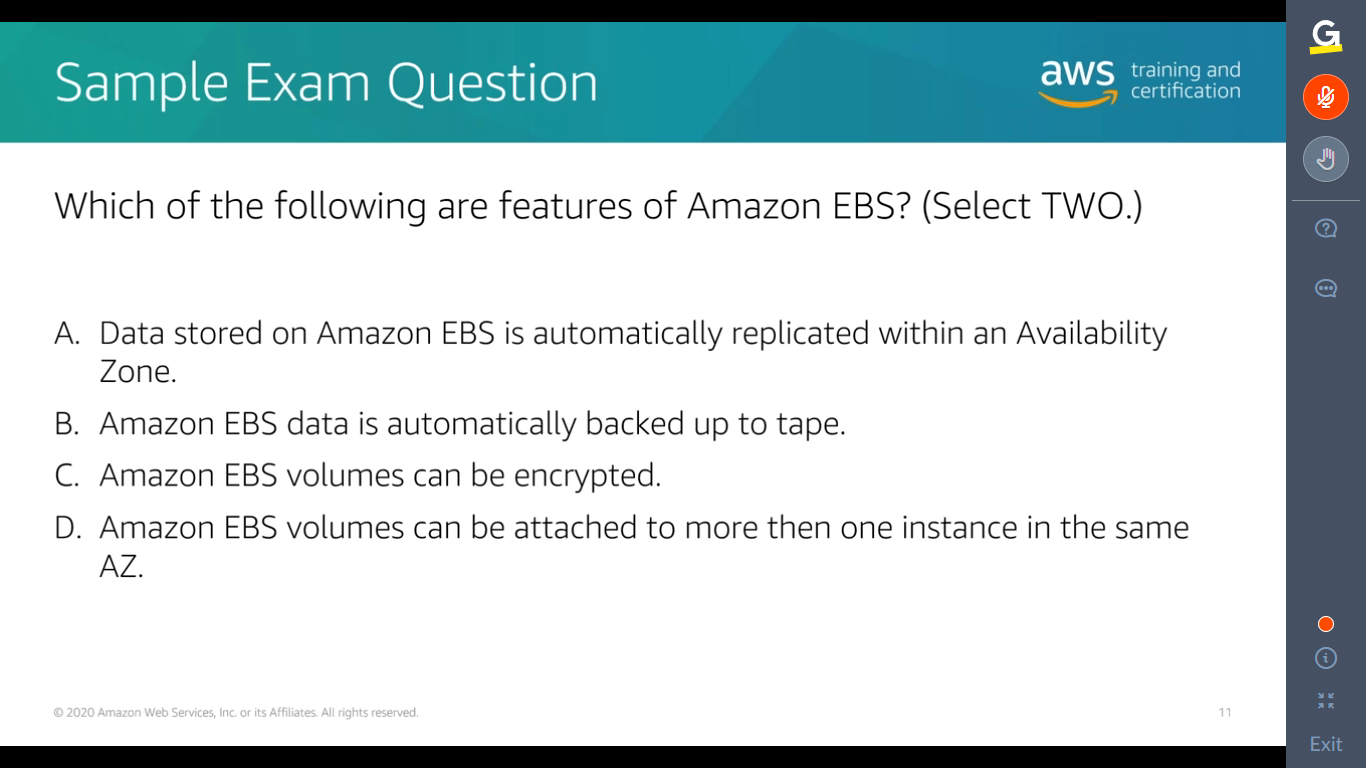 Sample Exam Question
aws
training and
certification
Which of the following are features of Amazon EBS? (Select TWO.)
A. Data stored on Amazon EBS is automatically replicated within an Availability
Zone.
B. Amazon EBS data is automatically backed up to tape.
C. Amazon EBS volumes can be encrypted.
D. Amazon EBS volumes can be attached to more then one instance in the same
AZ.
© 2020 Amazon Web Services, Inc. or its Affiliates. All rights reserved.
11
Exit